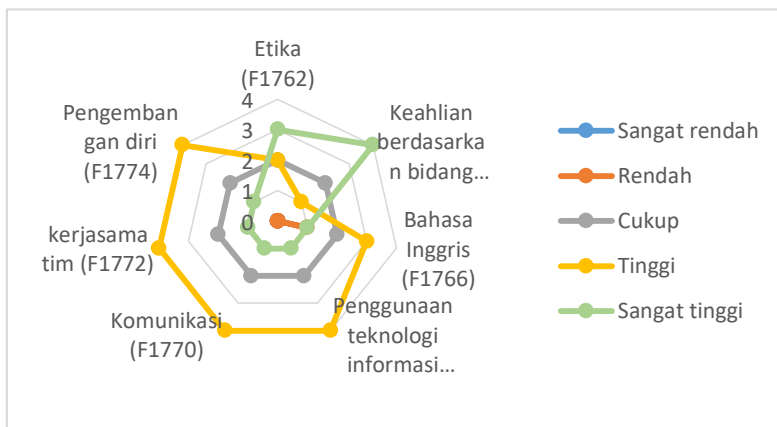 Etika
(F1762)
4
3
2
1
0
Keahlian
berdasarkan
n bidang...
Bahasa
Inggris
(F1766)
Penggunaan
teknologi
informasi...
Komunikasi
(F1770)
kerjasama
tim (F1772)
Pengemban
gan diri
(F1774)
Sangat rendah
Rendah
Cukup
Tinggi
Sangat tinggi